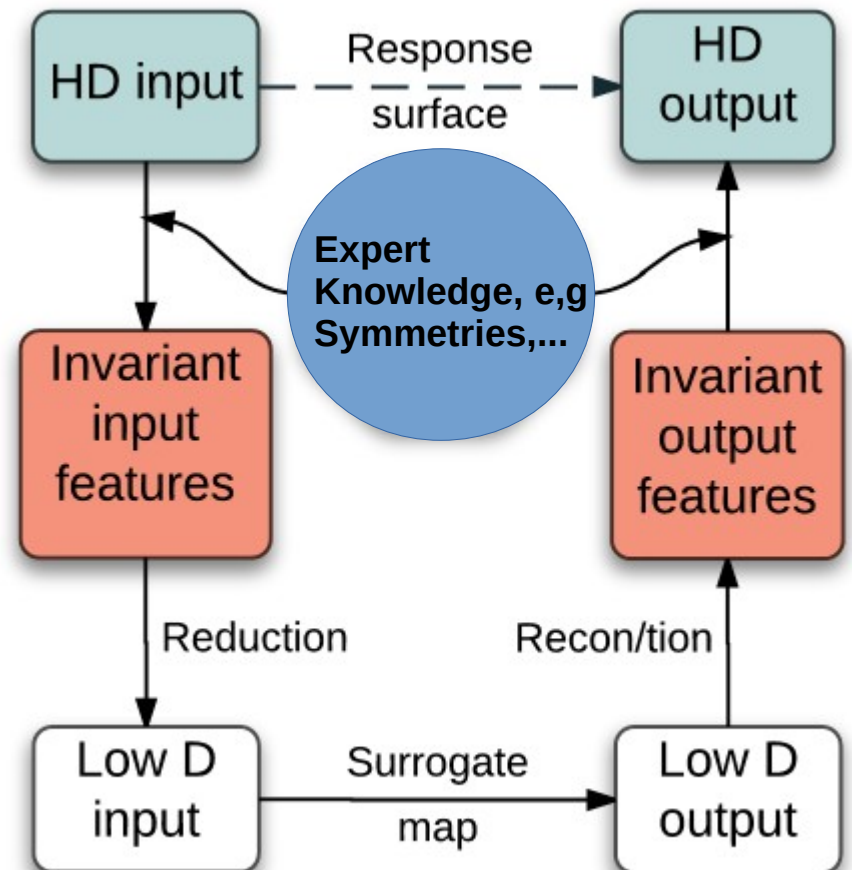 HD input
Response
surface
HD
output
Expert
Knowledge, e,g
Symmetries,...
Invariant
input
features
Invariant
output
features
Reduction
Recon/tion
Low D
input
Surrogate
map
Low D
output